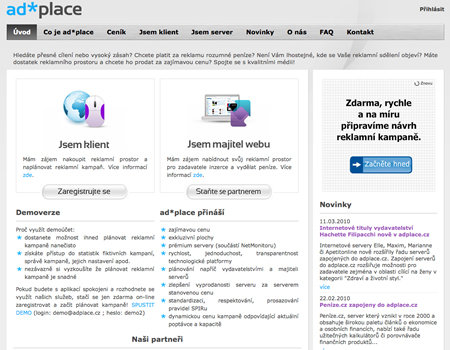 ad*place
Přihlásit
Úvod Co je ad*place Ceník Jsem klient Jsem server Novinky O nás FAQ Kontakt
Hledáte přesné cílení nebo vysoký zásah? Chcete platit za reklamu rozumné peníze? Není Vám lhostejné, kde se Vaše reklamní sdělení objeví? Máte
dostatek reklamního prostoru a chcete ho prodat za zajímavou cenu? Spojte se s kvalitními médii!
Jsem klient
Mám zájem nakoupit reklamní prostor a
naplánovat reklamní kampaň. Více informací
zde.
Zaregistrujte se
Jsem majitel webu
Mám zájem nabídnout svůj reklamní prostor
pro zadavatele inzerce a vydělat peníze. Více
informací zde.
Staňte se partnerem
Zdarma, rychle
a na míru
připravíme návrh
reklamní kampaně.
Začněte hned
Demoverze
Proč využít demoúčet:
dostanete možnost ihned plánovat reklamní
kampaně nanečisto
získáte přístup do statistik fiktivních kampaní,
správě kampaně, jejich nastavení apod.
nezávazně si vyzkoušíte že plánovat reklamní
kampaně je snadné
Pokud budete s aplikací spokojeni a rozhodnete se
využít našich služeb, stačí se jen zdarma on-line
zaregistrovat a začít plánovat kampaně! SPUSTIT
DEMO (login: demo@adplace.cz ; heslo: demo2)
ad*place přináší
zajímavou cenu
exkluzivní plochy
prémium servery (součástí NetMonitoru)
rychlost, jednoduchost, transparentnost
technologické platformy
plánování napříč vydavatelstvími a majiteli
serverů
zlepšení vyprodanosti serveru za serverem
stanovenou cenu
standardizaci, respektování, prosazování
pravidel SPIRu
dynamickou cenu kampaně odpovídající aktuální
poptávce a kapacitě
Naši partneři
Novinky
11.03.2010
Internetové tituly vydavatelství
Hachette Filipacchi nově v adplace.cz
Internetové servery Elle, Maxim, Marianne
či Apetitonline nově rozšířily řadu serverů
zapojených do adplace.cz. Zapojení serverů
do adplace.cz rozšiřuje možnosti pro
zadavatele zejména v oblasti cílící na ženy v
kategorii "Zdraví a životní styl."
více
22.02.2010
Peníze.cz zapojeny do adplace.cz
Peníze.cz, server který vznikl v roce 2000 a
obsahuje širokou paletu článků o ekonomice
a osobních financích, nabízí také řadu
užitečných kalkulátorů či porovnávače
finančních produktů...